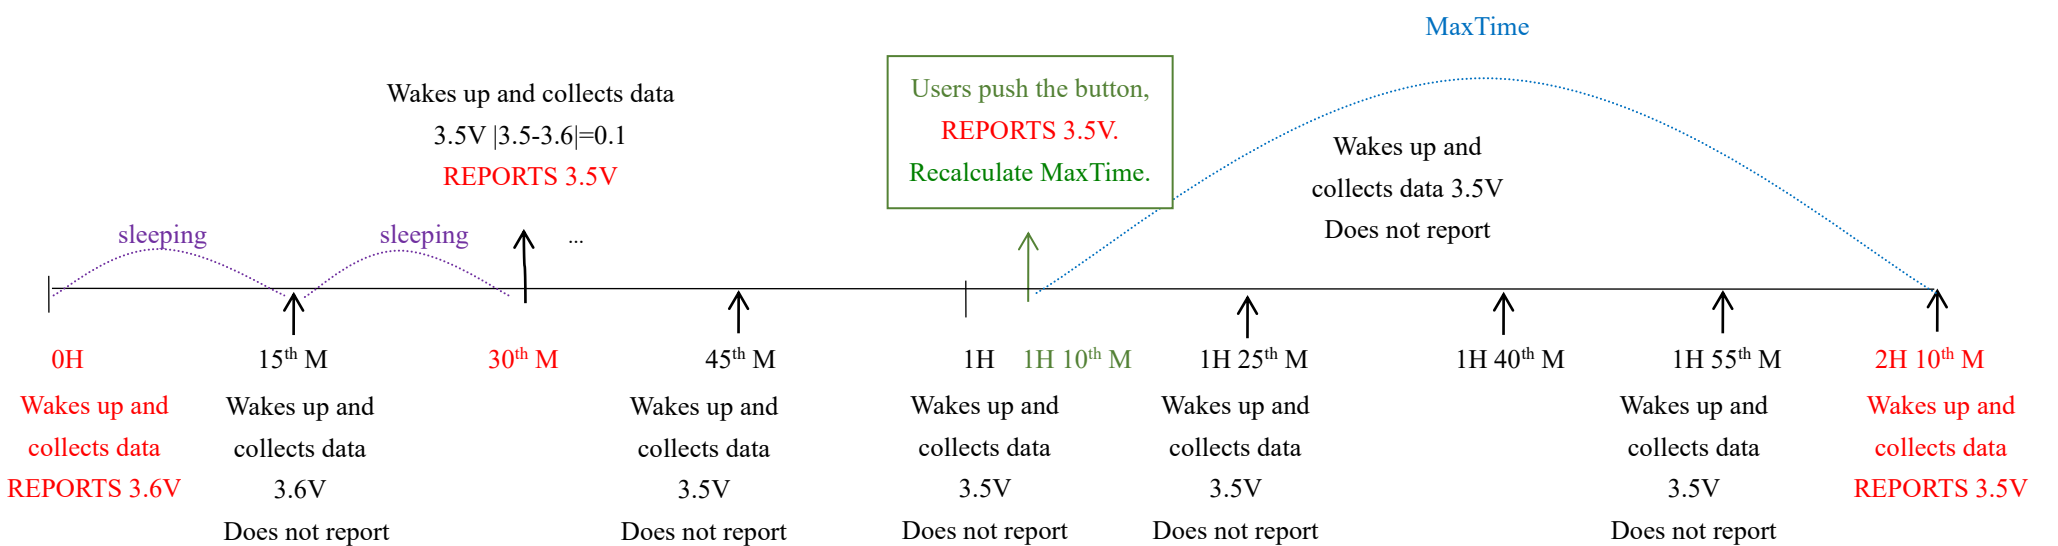 MaxTime
Wakes up and collects data
3.5V |3.5-3.6|=0.1
REPORTS 3.5V
Users push the button,
REPORTS 3.5V.
Recalculate MaxTime.
Wakes up and
collects data 3.5V
Does not report
sleeping
sleeping
...
0H
15th M
30th M
45th M
1H
1H 10th M
1H 25th M
1H 40th M
1H 55th M
2H 10th M
Wakes up and
collects data
REPORTS 3.6V
Wakes up and
collects data
3.6V
Does not report
Wakes up and
collects data
3.5V
Does not report
Wakes up and
collects data
3.5V
Does not report
Wakes up and
collects data
3.5V
Does not report
Wakes up and
collects data
3.5V
Does not report
Wakes up and
collects data
REPORTS 3.5V